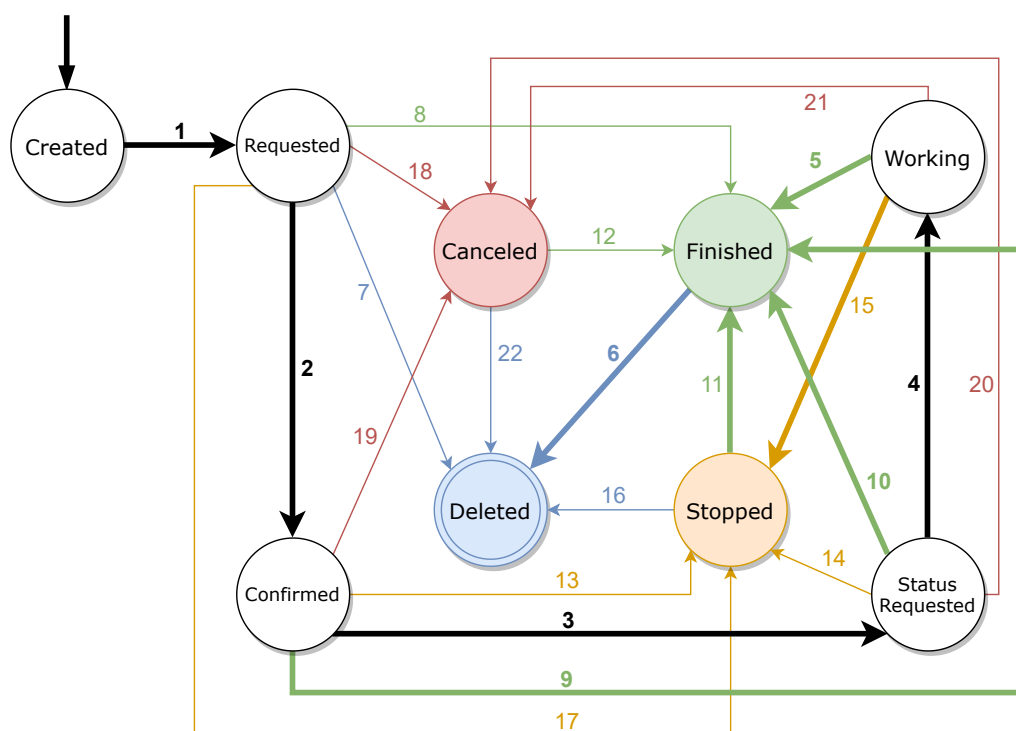 20
21
8
1
Created
Requested
Working
5
18
Canceled
12
Finished
7
15
22
6
2
11
4
19
10
16
Deleted
Stopped
14
13
Confirmed
Status
Requested
3
9
17